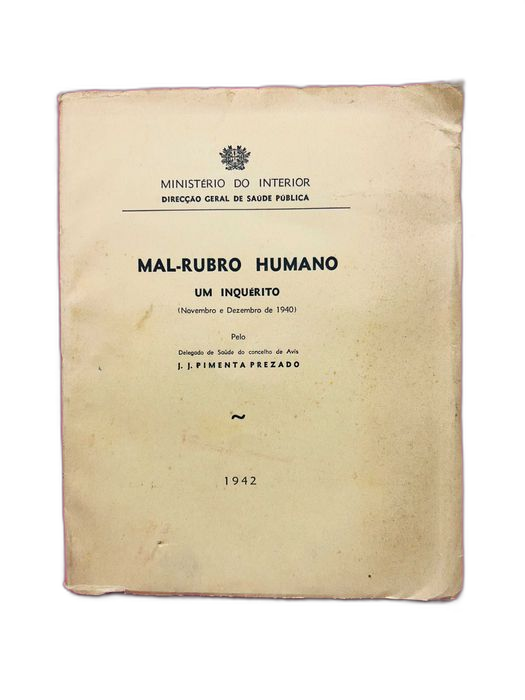 MINISTÉRIO DO INTERIOR
DIRECÇÃO GERAL DE SAÚDE PÚBLICA
MAL-RUBRO HUMANO
UM INQUÉRITO
(Novembro e Dezembro de 1940)
Pelo
Delegado de Saúde do concelho de Avis
J. J. PIMENTA PREZADO
~
1942